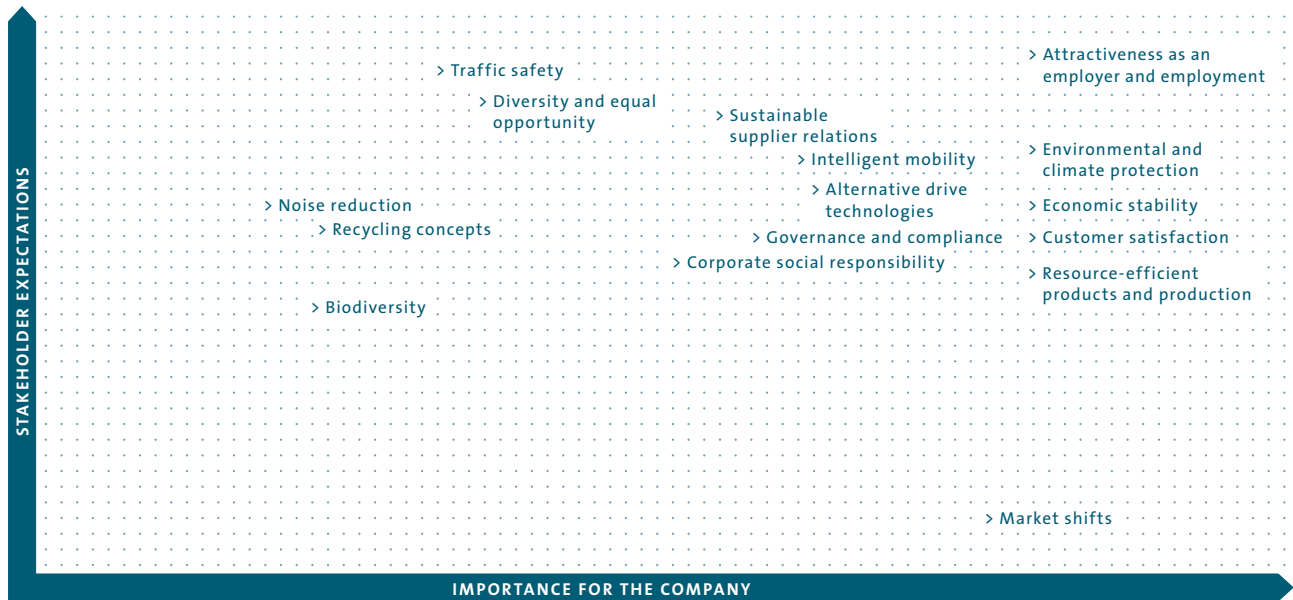 > Attractiveness as an
employer and employment
> Traffic safety
> Diversity and equal
opportunity
> Sustainable
supplier relations
> Intelligent mobility
> Environmental and
climate protection
> Alternative drive
technologies
> Noise reduction
> Economic stability
> Recycling concepts
> Governance and compliance
> Customer satisfaction
> Corporate social responsibility
> Resource-efficient
products and production
> Biodiversity
> Market shifts
STAKEHOLDER EXPECTATIONS
IMPORTANCE FOR THE COMPANY